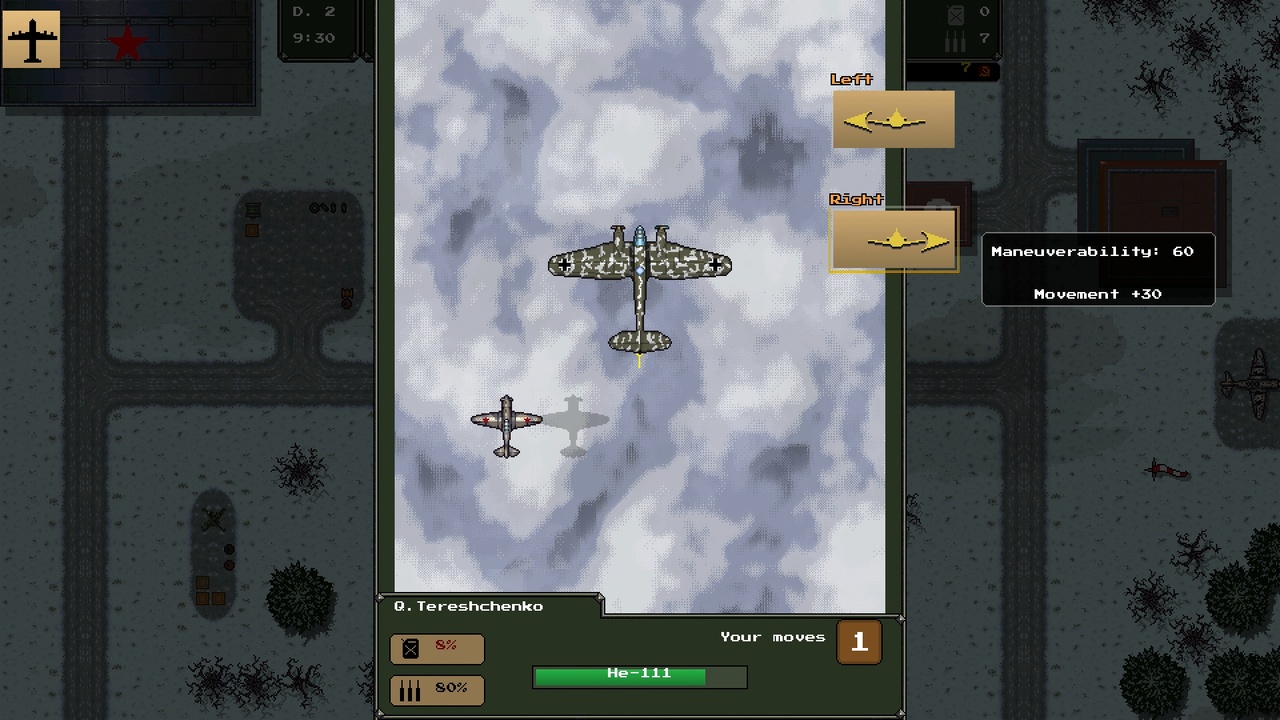 D. 2
9:30
0
7
7
Left
Right
Maneuverability: 60
Movement +30
Q.Tereshchenko
8%
80%
Your moves
1
He-111